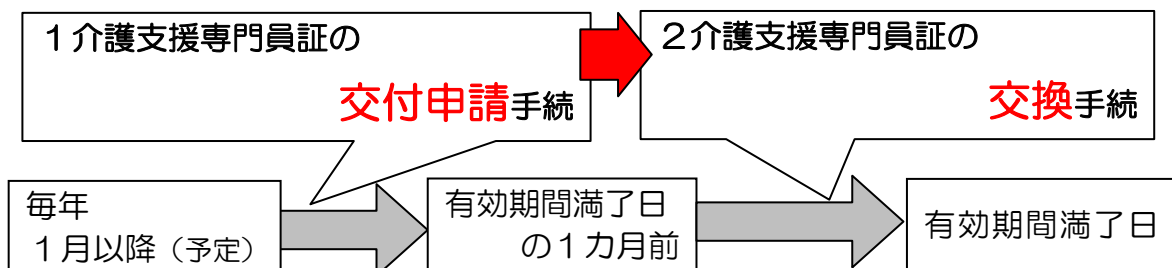 １介護支援専門員証の
交付申請手続
２介護支援専門員証の
交換手続
毎年
１月以降（予定）
有効期間満了日
の１カ月前
有効期間満了日